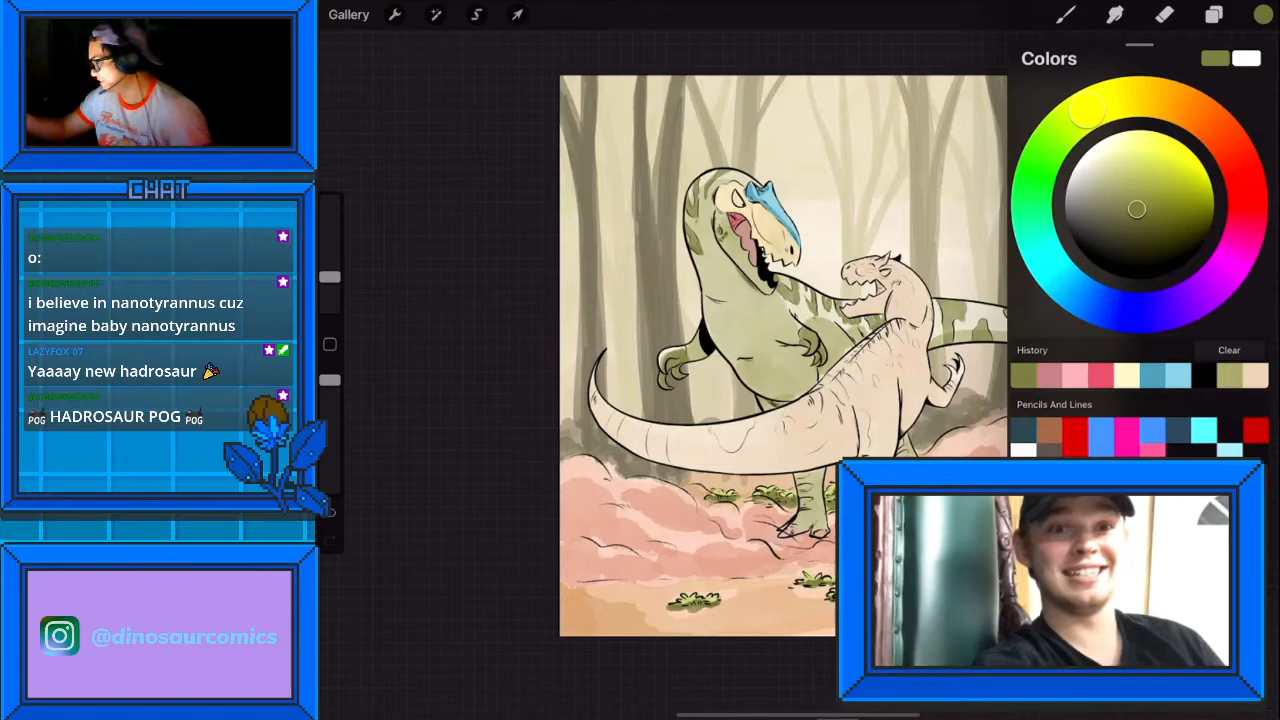 Gallery
Colors
CHAT
o:
i believe in nanotyrannus cuz
imagine baby nanotyrannus
LAZYFOX 07
Yaaaay new hadrosaur
POG HADROSAUR POG POG
History
Clear
Pencils And Lines
@dinosaurcomics